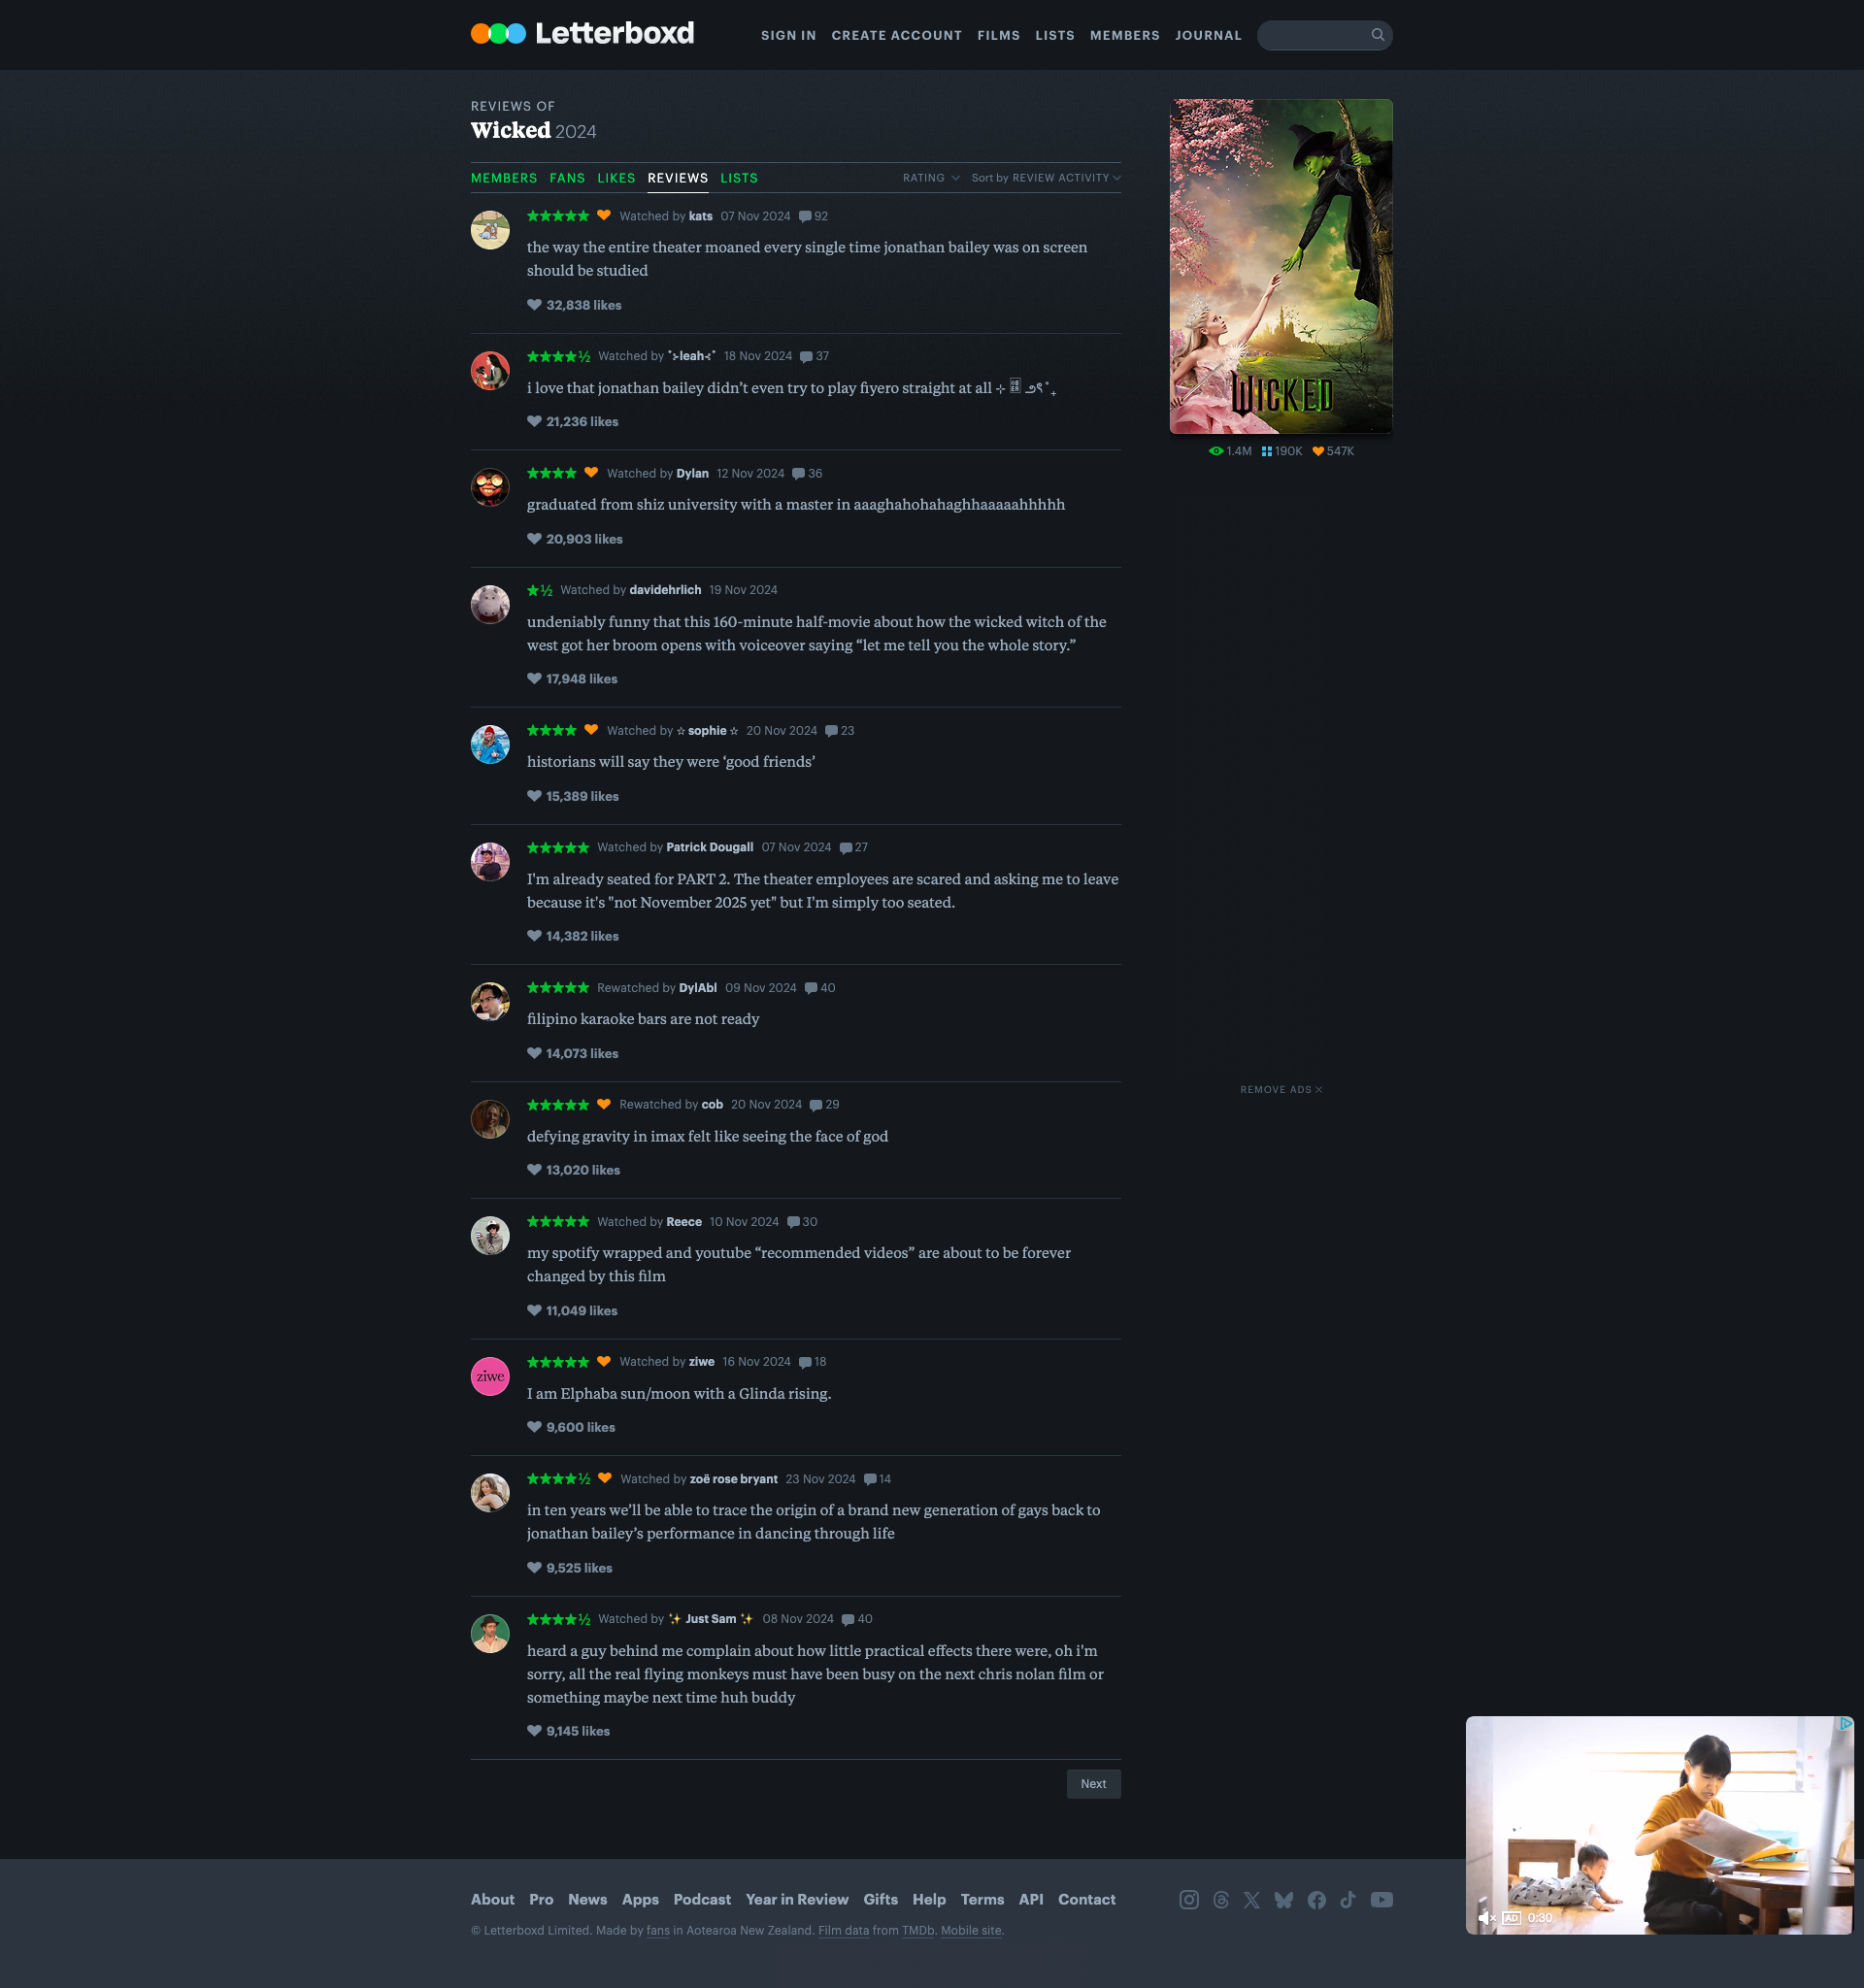 Letterboxd
SIGN IN CREATE ACCOUNT FILMS LISTS MEMBERS JOURNAL
REVIEWS OF
Wicked 2024
MEMBERS FANS LIKES REVIEWS LISTS RATING Sort by REVIEW ACTIVITY
★★★★★ Watched by kats 07 Nov 2024 92
the way the entire theater moaned every single time jonathan bailey was on screen
should be studied
32,838 likes
★★★★½ Watched by ˚⊱leah⊰˚ 18 Nov 2024 37
i love that jonathan bailey didn’t even try to play fiyero straight at all
21,236 likes
★★★★ Watched by Dylan 12 Nov 2024 36
graduated from shiz university with a master in aaaghahohahaghhaaaaahhhhh
20,903 likes
★½ Watched by davidehrlich 19 Nov 2024
undeniably funny that this 160-minute half-movie about how the wicked witch of the
west got her broom opens with voiceover saying “let me tell you the whole story.”
17,948 likes
★★★★ Watched by ☆ sophie ☆ 20 Nov 2024 23
historians will say they were ‘good friends’
15,389 likes
★★★★★ Watched by Patrick Dougall 07 Nov 2024 27
I'm already seated for PART 2. The theater employees are scared and asking me to leave
because it's "not November 2025 yet" but I'm simply too seated.
14,382 likes
★★★★★ Rewatched by DylAbl 09 Nov 2024 40
filipino karaoke bars are not ready
14,073 likes
★★★★★ Rewatched by cob 20 Nov 2024 29
defying gravity in imax felt like seeing the face of god
13,020 likes
★★★★★ Watched by Reece 10 Nov 2024 30
my spotify wrapped and youtube “recommended videos” are about to be forever
changed by this film
11,049 likes
ziwe
★★★★★ Watched by ziwe 16 Nov 2024 18
I am Elphaba sun/moon with a Glinda rising.
9,600 likes
★★★★½ Watched by zoë rose bryant 23 Nov 2024 14
in ten years we’ll be able to trace the origin of a brand new generation of gays back to
jonathan bailey’s performance in dancing through life
9,525 likes
★★★★½ Watched by ✨ Just Sam ✨ 08 Nov 2024 40
heard a guy behind me complain about how little practical effects there were, oh i'm
sorry, all the real flying monkeys must have been busy on the next chris nolan film or
something maybe next time huh buddy
9,145 likes
Next
WICKED
1.4M 190K 547K
REMOVE ADS
AD 0:30
About Pro News Apps Podcast Year in Review Gifts Help Terms API Contact
© Letterboxd Limited. Made by fans in Aotearoa New Zealand. Film data from TMDb. Mobile site.